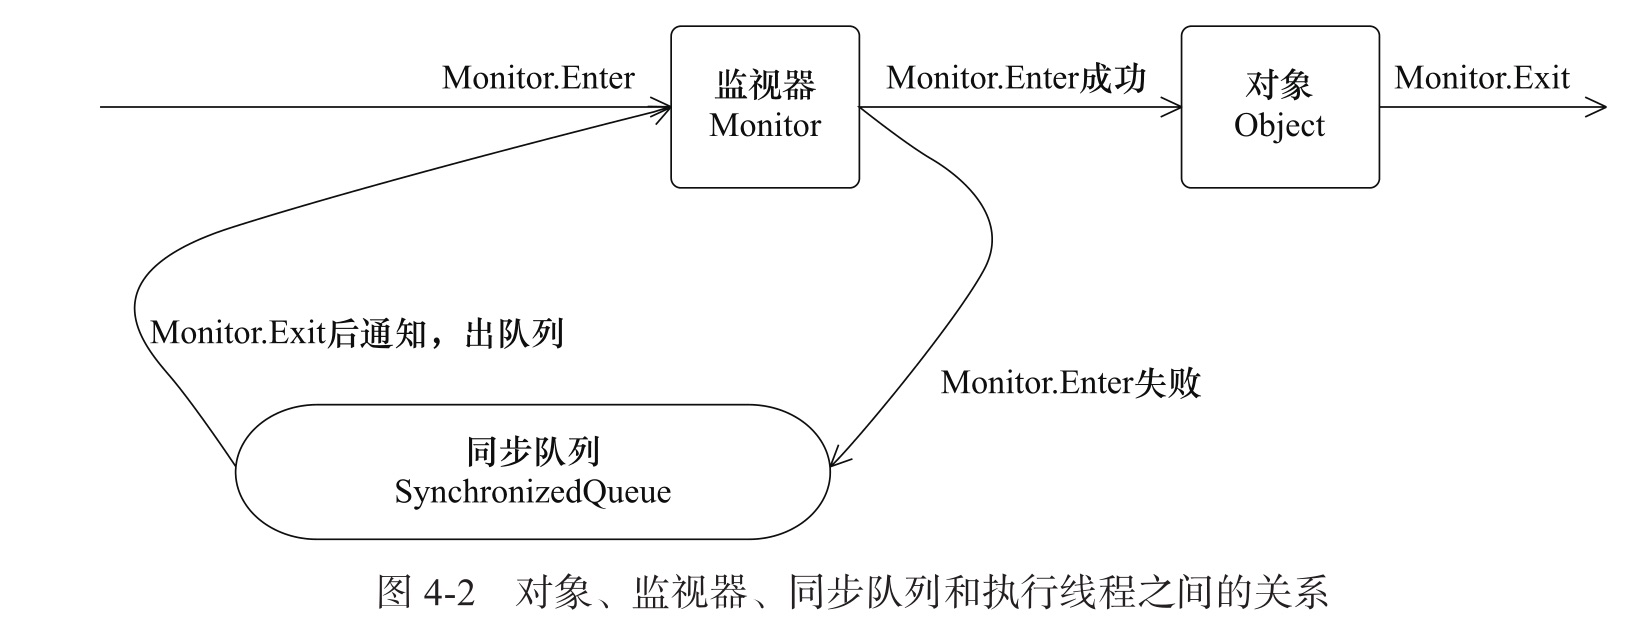 Monitor.Enter
监视器
Monitor
Monitor.Enter成功
对象
Object
Monitor.Exit
Monitor.Exit后通知，出队列
Monitor.Enter失败
同步队列
SynchronizedQueue
图 4-2 对象、监视器、同步队列和执行线程之间的关系